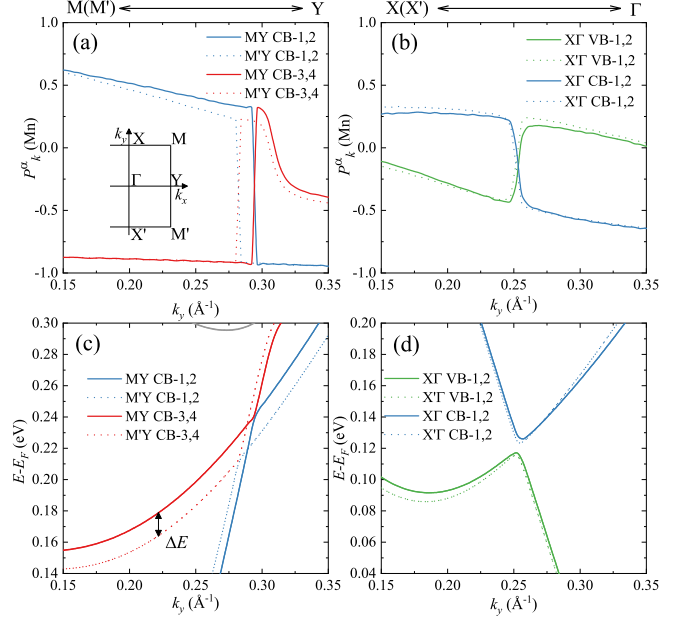 M(M')
Y
X(X')
Γ
(a)
MY CB-1,2
M'Y CB-1,2
MY CB-3,4
M'Y CB-3,4
1.0
0.5
0.0
-0.5
-1.0
P^α_k (Mn)
k_y
X
M
Γ
Y
k_x
X'
M'
0.15 0.20 0.25 0.30 0.35
k_y (Å⁻¹)
(b)
XΓ VB-1,2
X'Γ VB-1,2
XΓ CB-1,2
X'Γ CB-1,2
1.0
0.5
0.0
-0.5
-1.0
P^α_k (Mn)
0.15 0.20 0.25 0.30 0.35
k_y (Å⁻¹)
(c)
MY CB-1,2
M'Y CB-1,2
MY CB-3,4
M'Y CB-3,4
ΔE
0.30
0.28
0.26
0.24
0.22
0.20
0.18
0.16
0.14
E-E_F (eV)
0.15 0.20 0.25 0.30 0.35
k_y (Å⁻¹)
(d)
XΓ VB-1,2
X'Γ VB-1,2
XΓ CB-1,2
X'Γ CB-1,2
0.20
0.18
0.16
0.14
0.12
0.10
0.08
0.06
0.04
E-E_F (eV)
0.15 0.20 0.25 0.30 0.35
k_y (Å⁻¹)